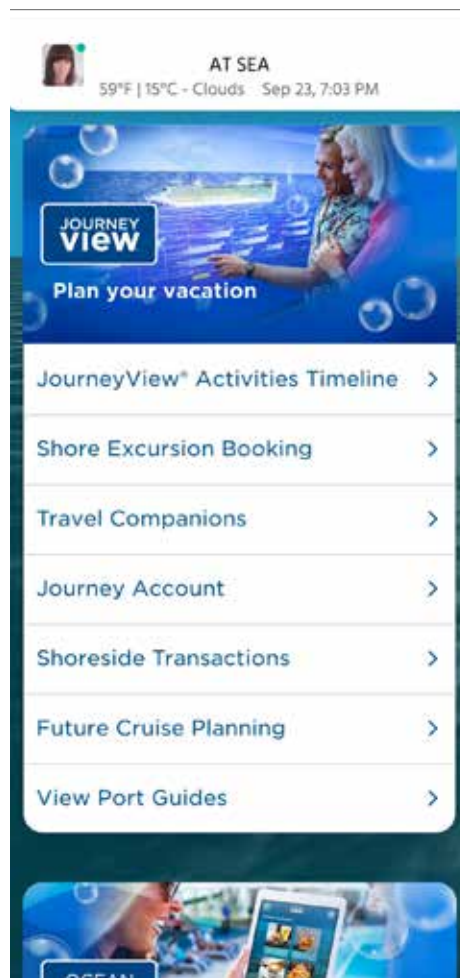 AT SEA
59°F | 15°C - Clouds Sep 23, 7:03 PM
JOURNEY
view
Plan your vacation
JourneyView® Activities Timeline
Shore Excursion Booking
Travel Companions
Journey Account
Shoreside Transactions
Future Cruise Planning
View Port Guides
OCEAN